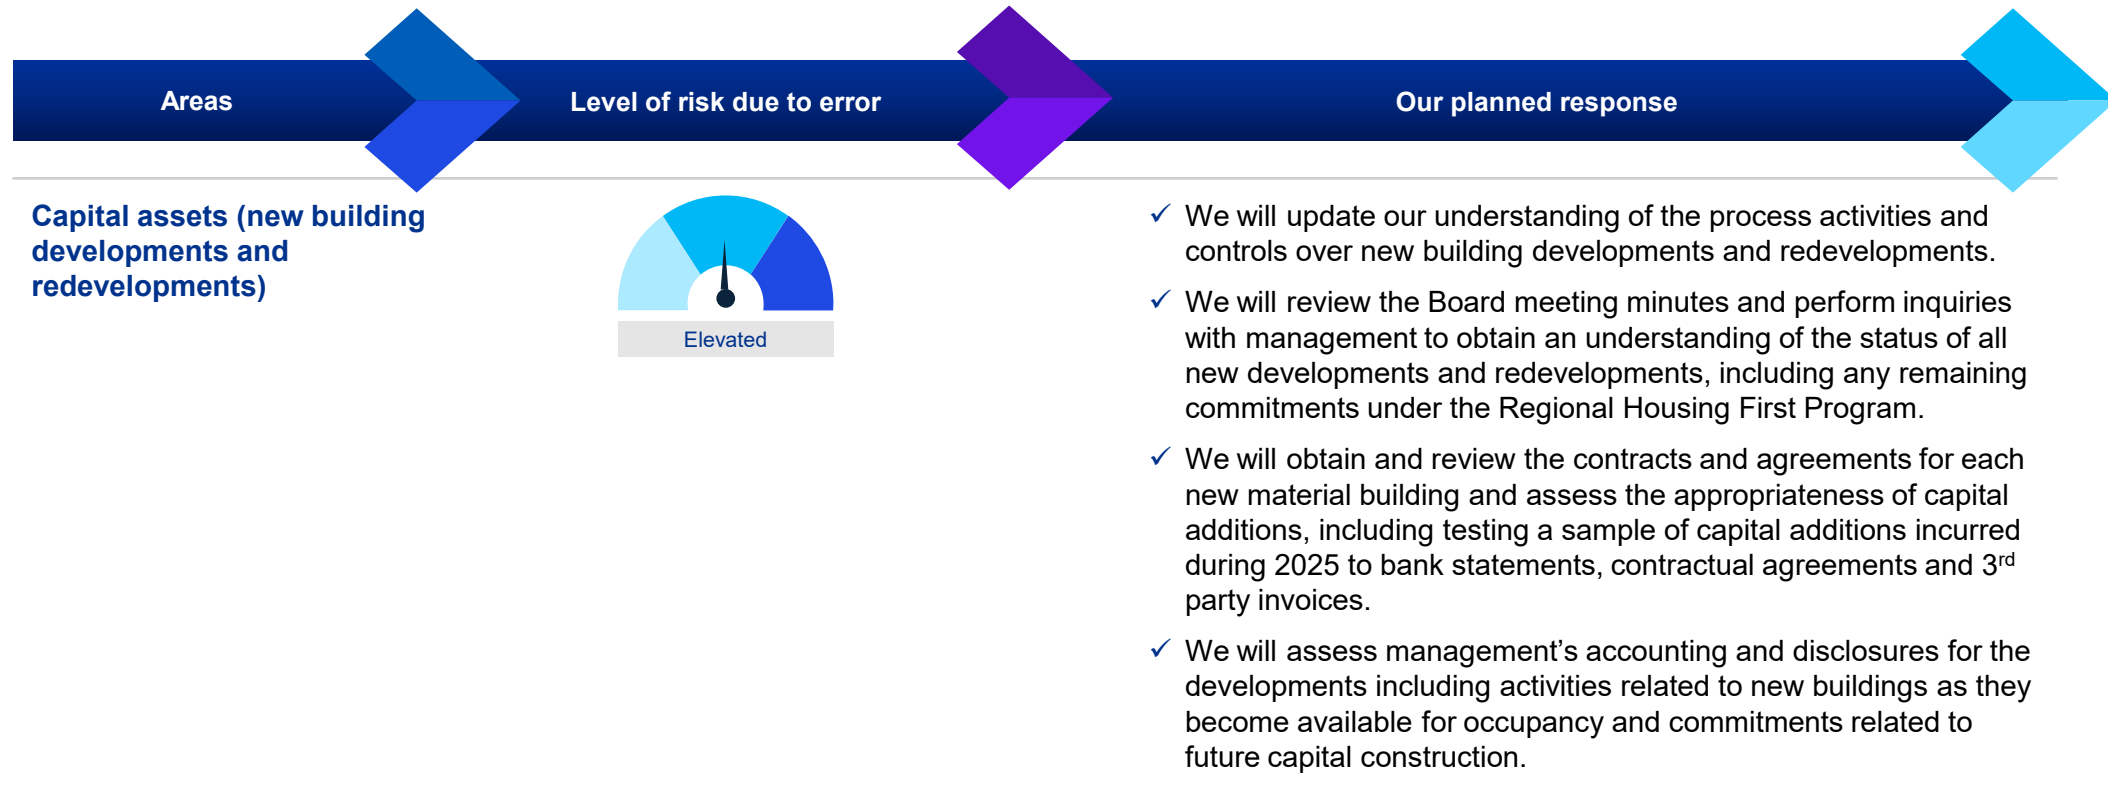 Areas
Level of risk due to error
Our planned response
Capital assets (new building
developments and
redevelopments)
Elevated
✓ We will update our understanding of the process activities and
controls over new building developments and redevelopments.
✓ We will review the Board meeting minutes and perform inquiries
with management to obtain an understanding of the status of all
new developments and redevelopments, including any remaining
commitments under the Regional Housing First Program.
✓ We will obtain and review the contracts and agreements for each
new material building and assess the appropriateness of capital
additions, including testing a sample of capital additions incurred
during 2025 to bank statements, contractual agreements and 3rd
party invoices.
✓ We will assess management’s accounting and disclosures for the
developments including activities related to new buildings as they
become available for occupancy and commitments related to
future capital construction.